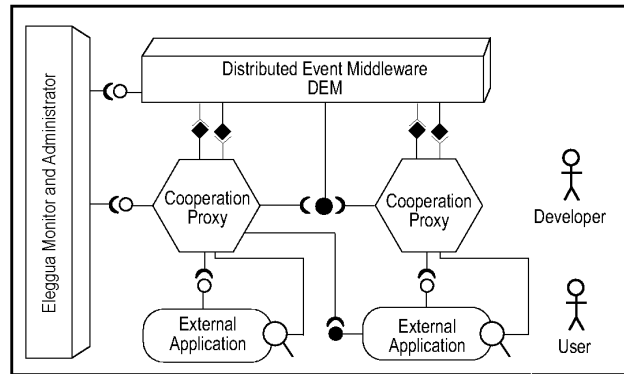 Eleggua Monitor and Administrator
Distributed Event Middleware
DEM
Cooperation
Proxy
Cooperation
Proxy
Developer
External
Application
External
Application
User